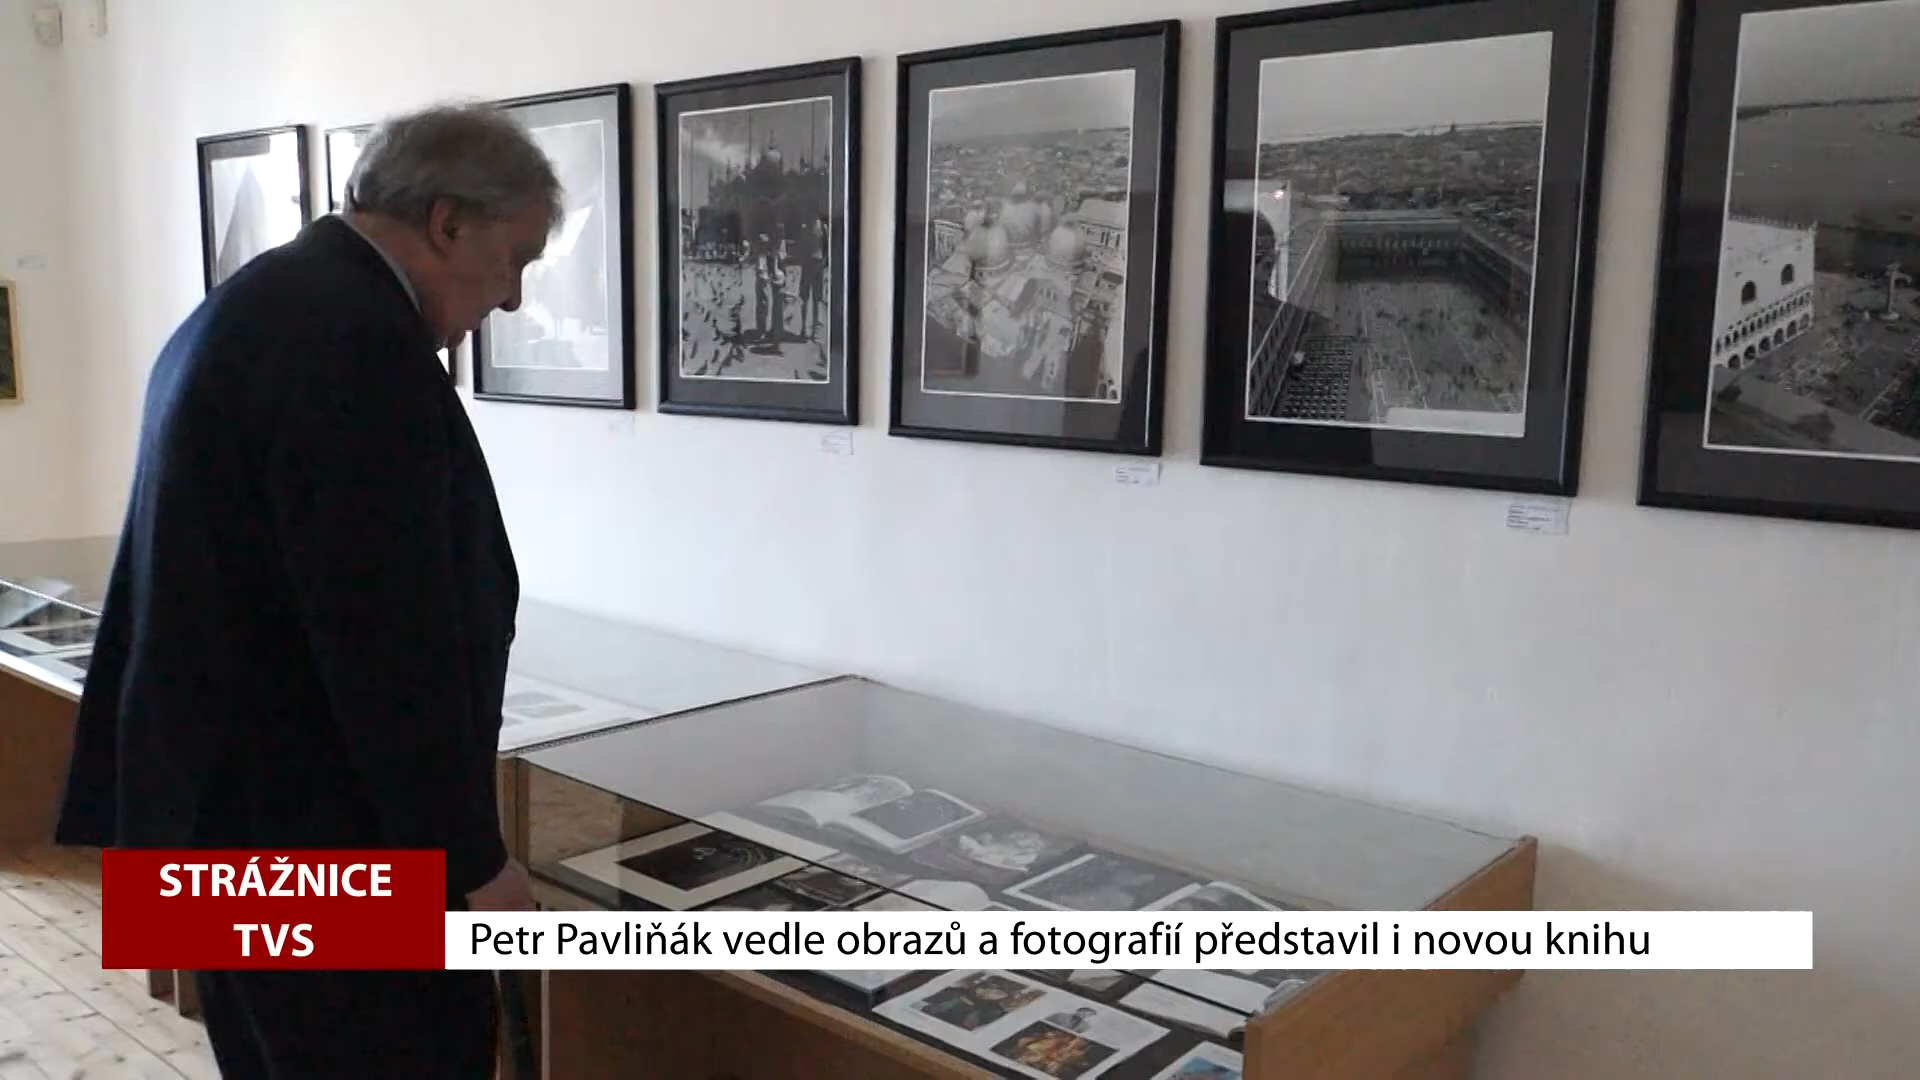 STRÁŽNICE
TVS
Petr Pavliňák vedle obrazů a fotografií představil i novou knihu